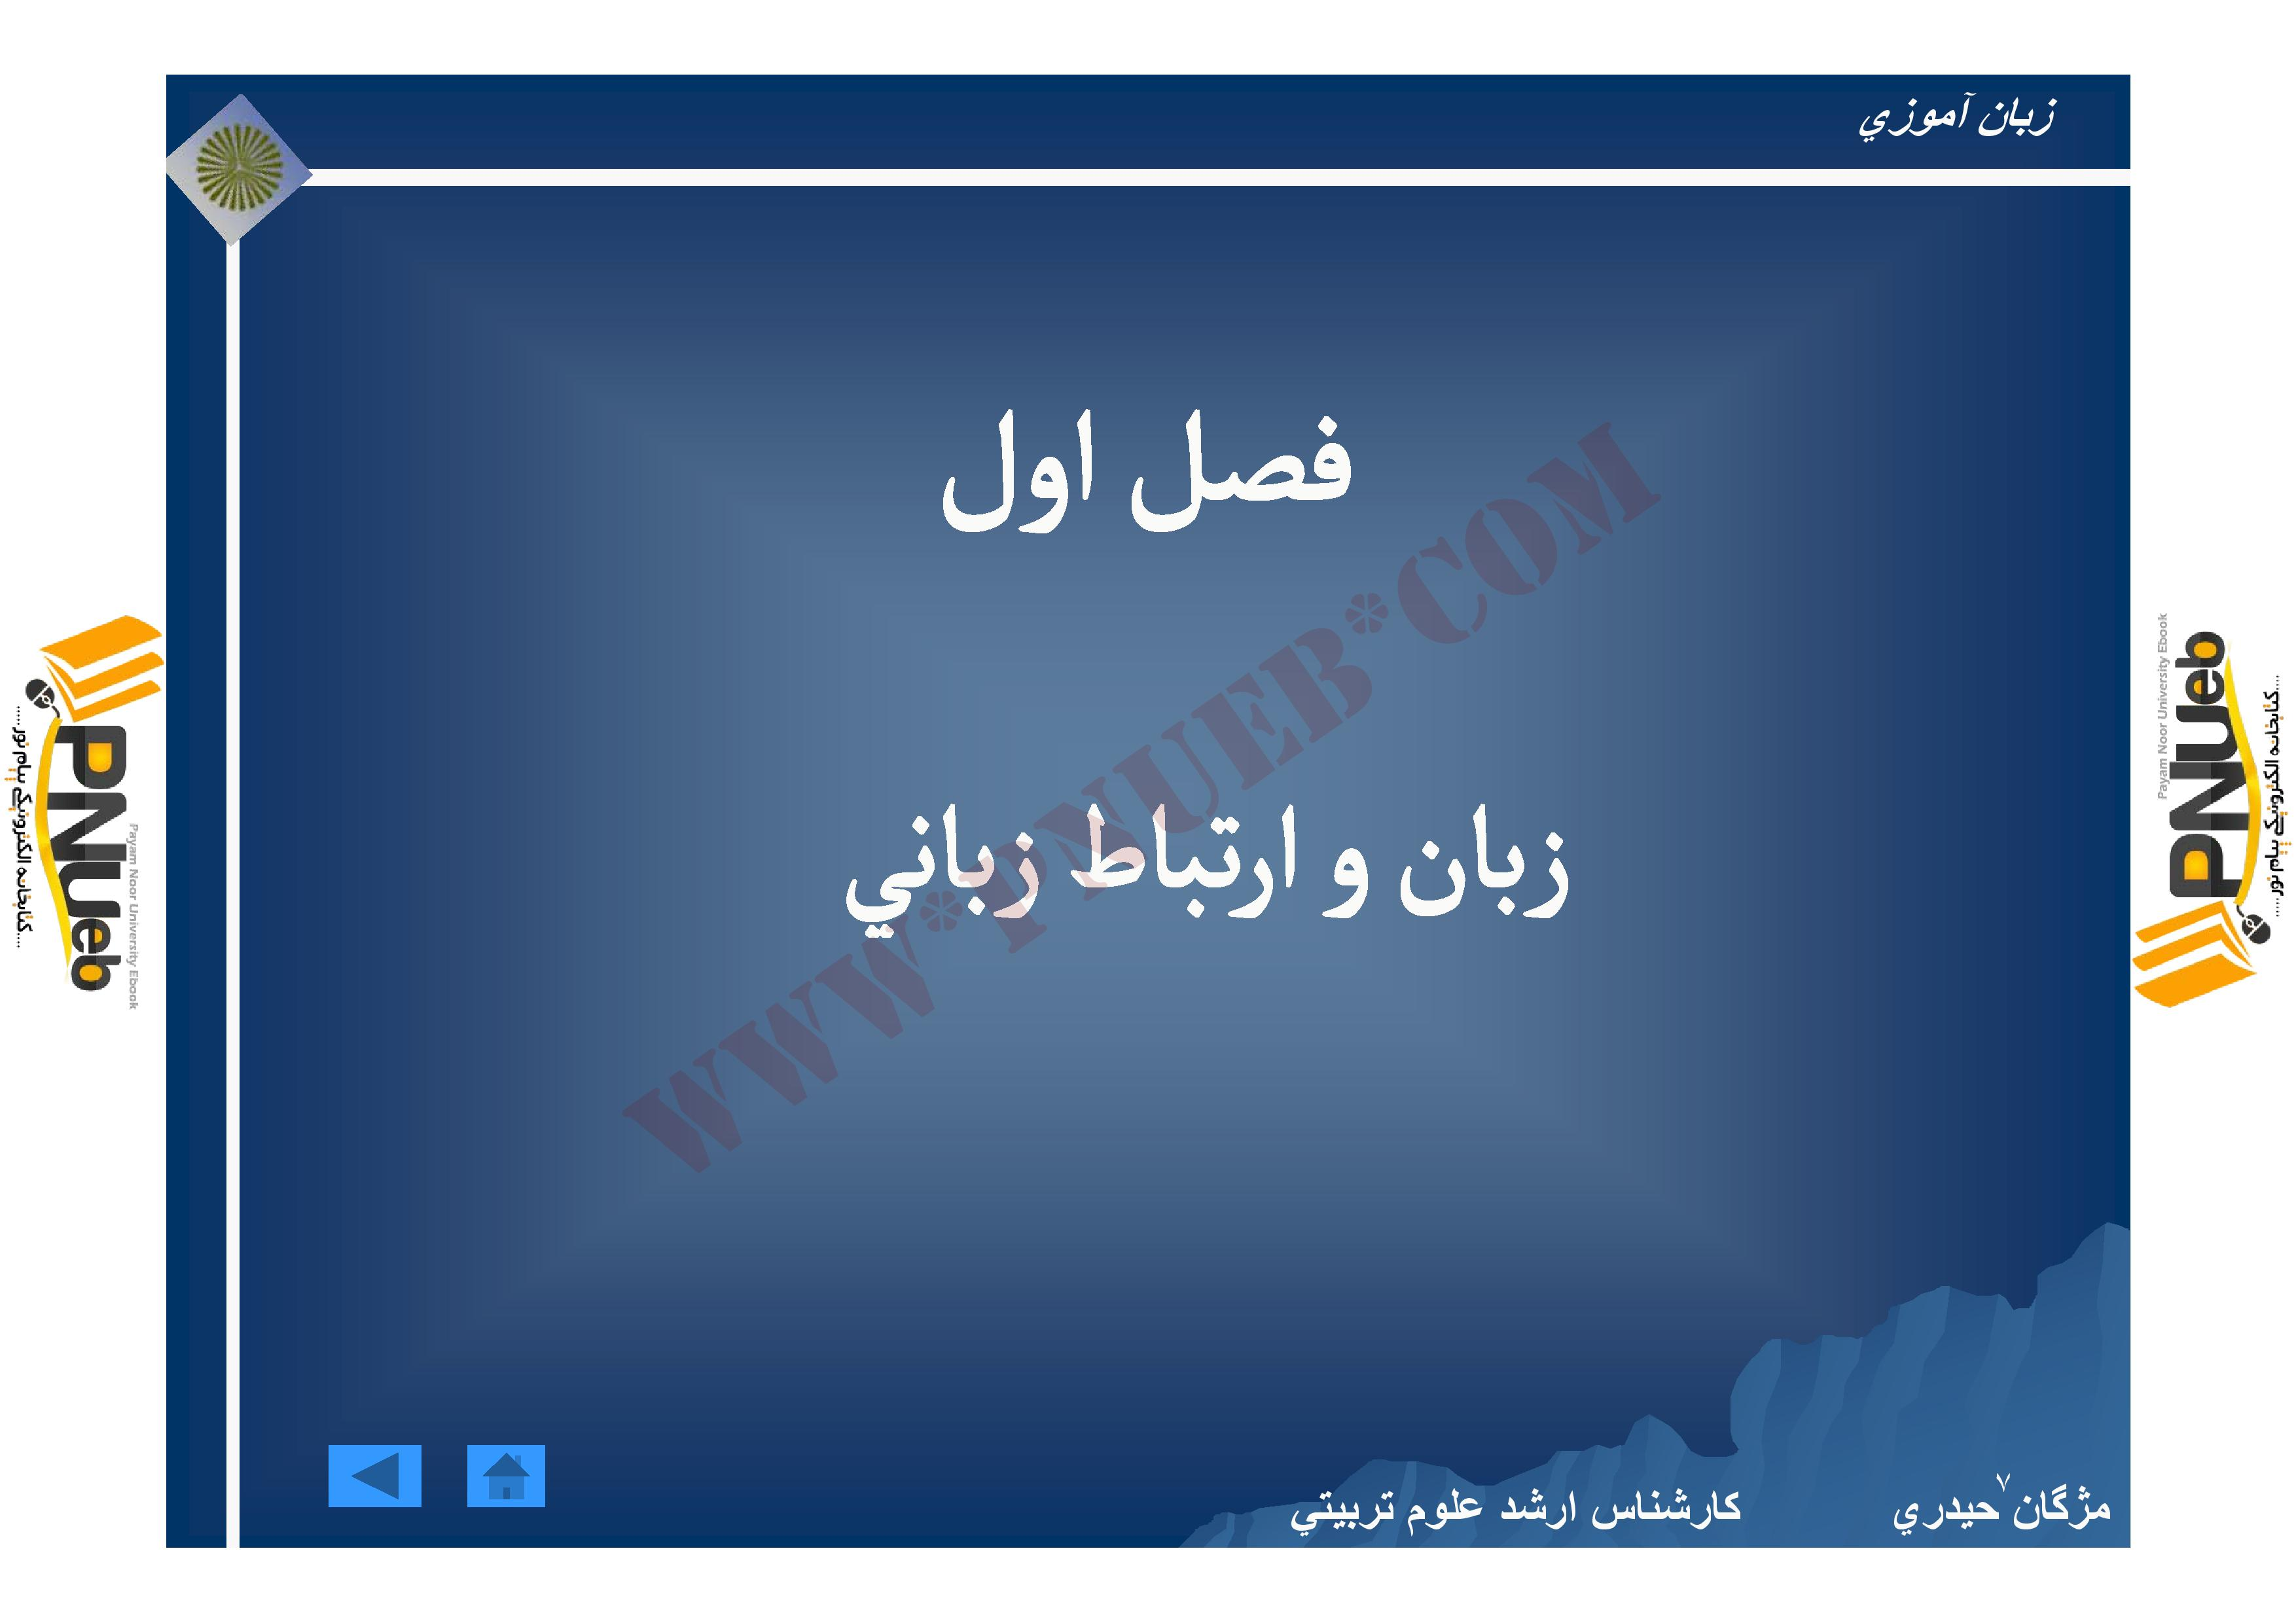 زبان آموزي
فصل اول
زبان و ارتباط زباني
WWW*PNUEB*COM
مژگان حيدري
کارشناس ارشد علوم تربيتي
۷
PNUeb
Payam Noor University Ebook
....کتابخانه الکترونیکی پیام نور....
PNUeb
Payam Noor University Ebook
....کتابخانه الکترونیکی پیام نور....